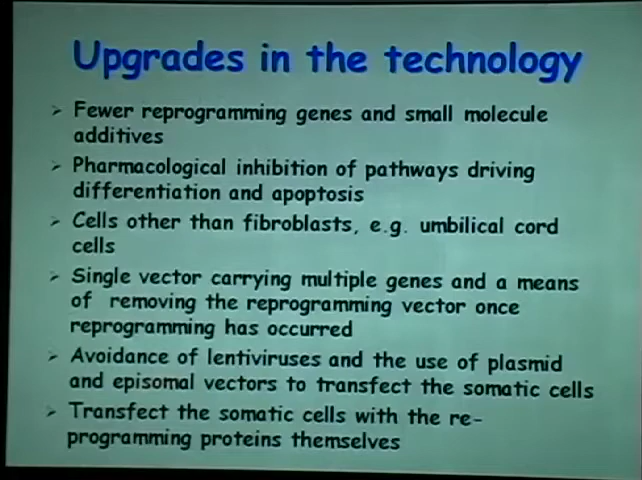 Upgrades in the technology
➢ Fewer reprogramming genes and small molecule
additives
➢ Pharmacological inhibition of pathways driving
differentiation and apoptosis
➢ Cells other than fibroblasts, e.g. umbilical cord
cells
➢ Single vector carrying multiple genes and a means
of removing the reprogramming vector once
reprogramming has occurred
➢ Avoidance of lentiviruses and the use of plasmid
and episomal vectors to transfect the somatic cells
➢ Transfect the somatic cells with the re-
programming proteins themselves